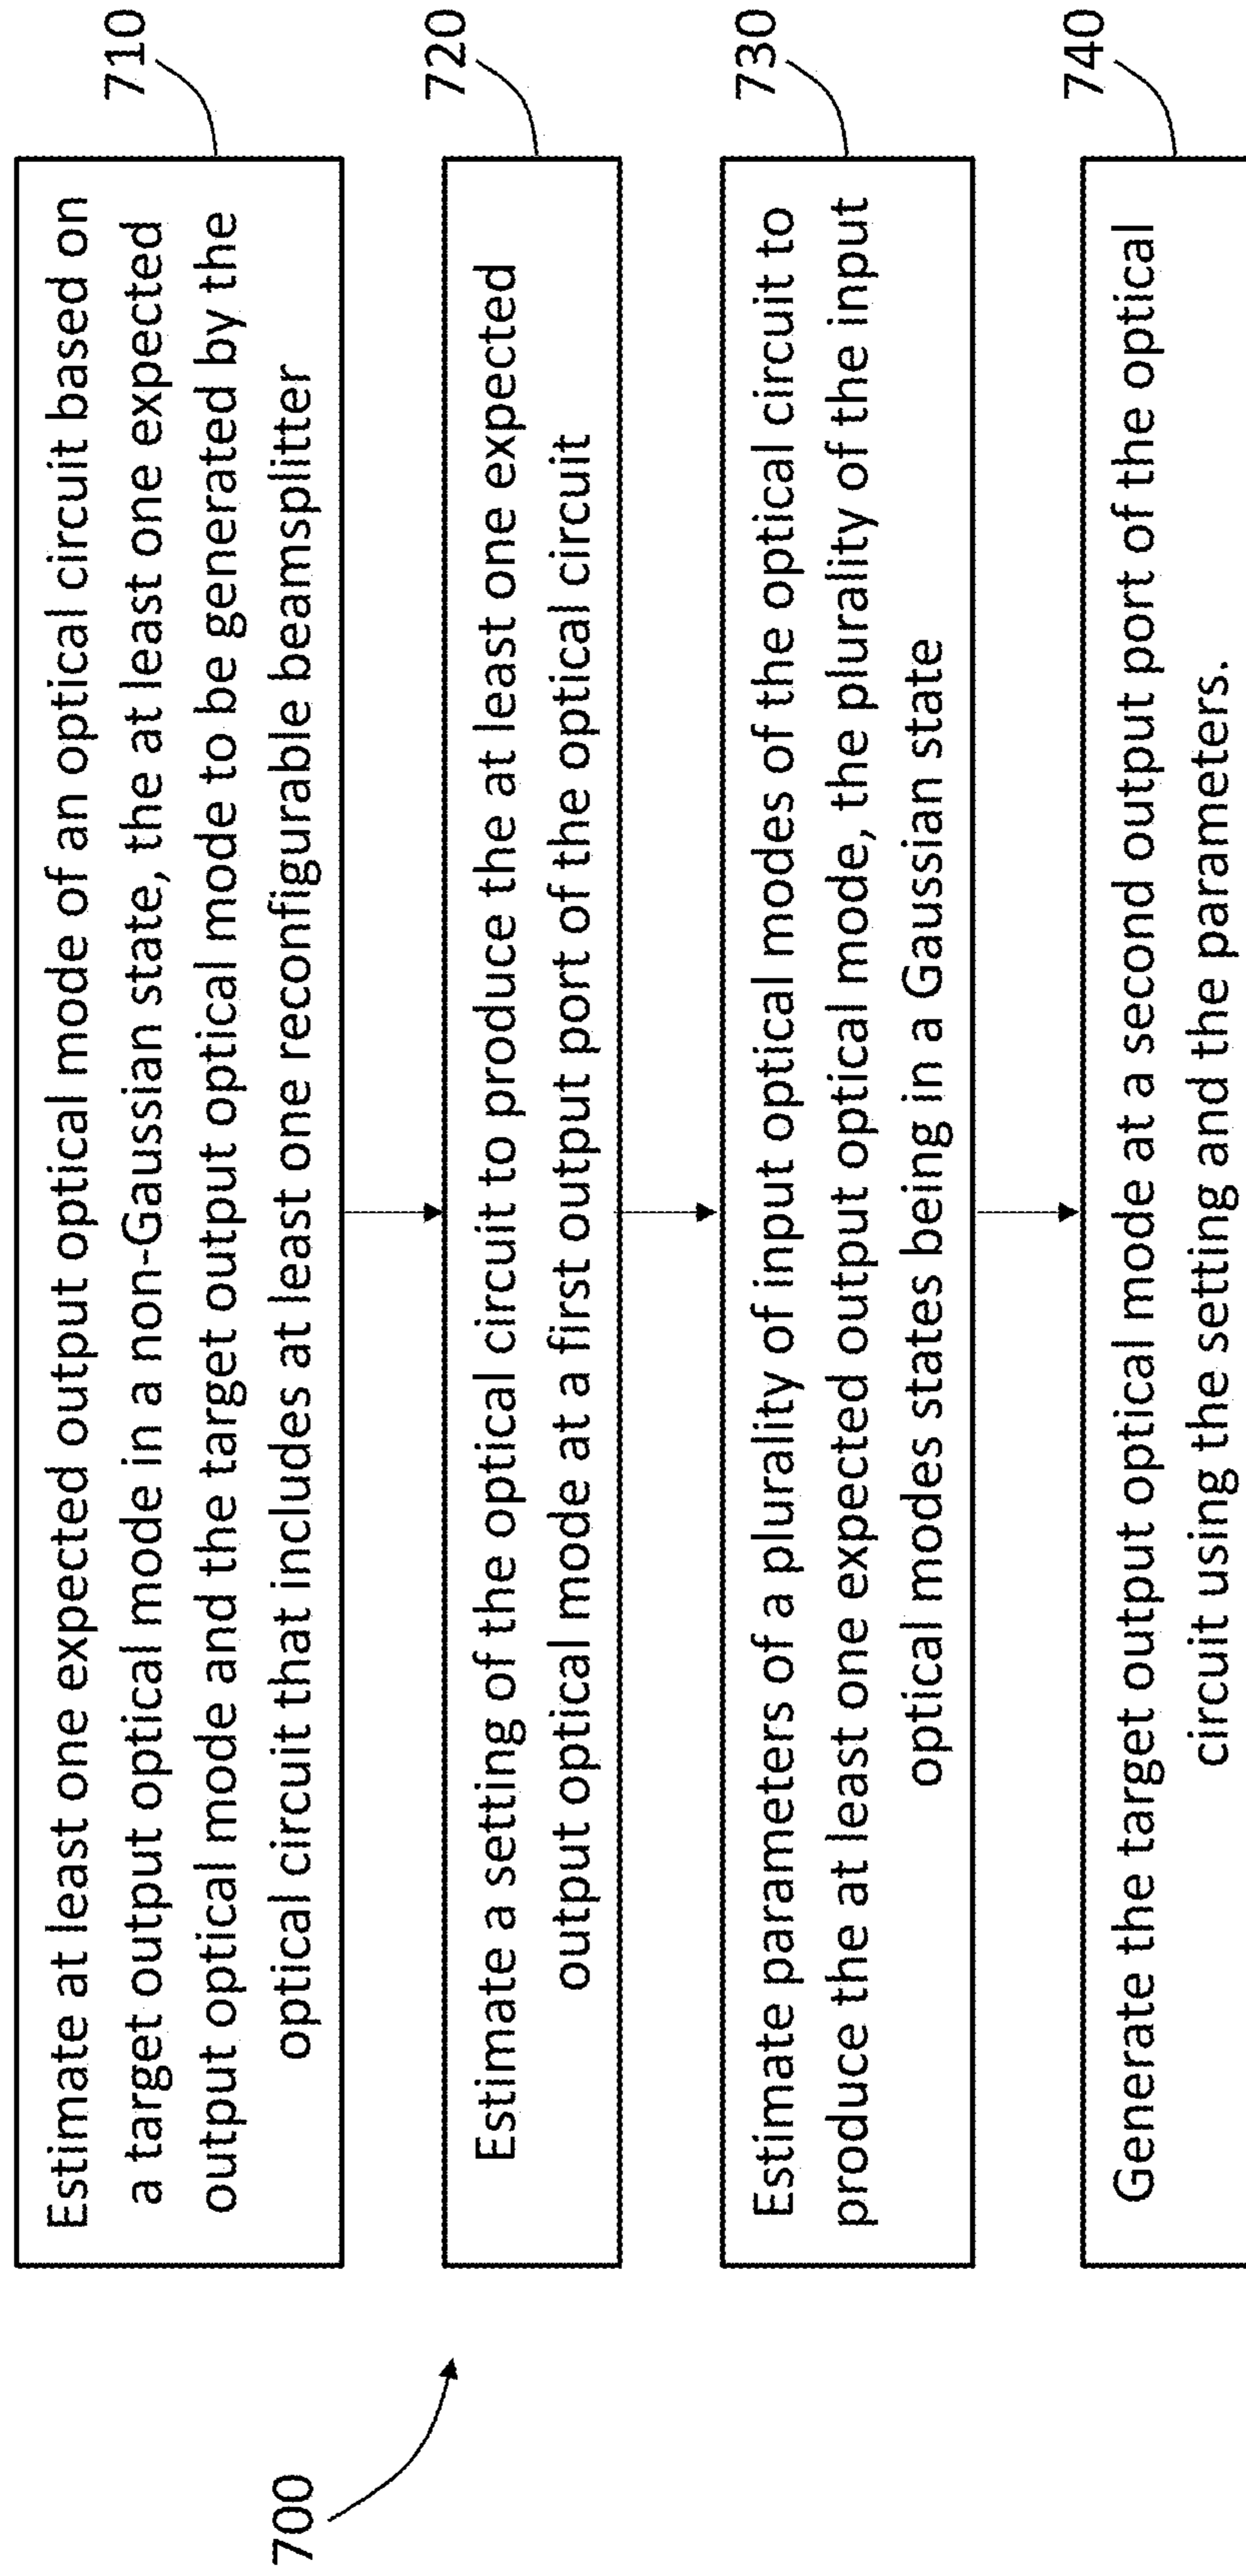 700
Estimate at least one expected output optical mode of an optical circuit based on
a target output optical mode in a non-Gaussian state, the at least one expected
output optical mode and the target output optical mode to be generated by the
optical circuit that includes at least one reconfigurable beamsplitter
710
Estimate a setting of the optical circuit to produce the at least one expected
output optical mode at a first output port of the optical circuit
720
Estimate parameters of a plurality of input optical modes of the optical circuit to
produce the at least one expected output optical mode, the plurality of the input
optical modes states being in a Gaussian state
730
Generate the target output optical mode at a second output port of the optical
circuit using the setting and the parameters.
740